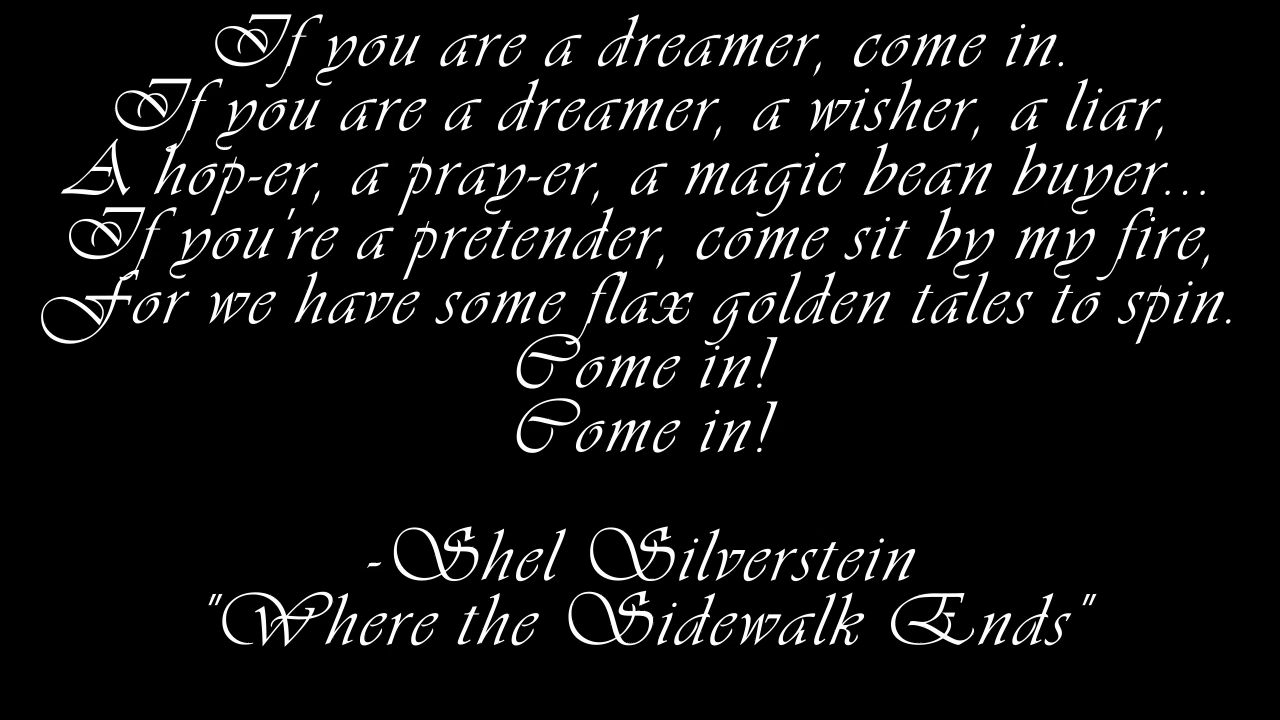 If you are a dreamer, come in.
If you are a dreamer, a wisher, a liar,
A hop-er, a pray-er, a magic bean buyer...
If you're a pretender, come sit by my fire,
For we have some flax golden tales to spin.
Come in!
Come in!
-Shel Silverstein
"Where the Sidewalk Ends"